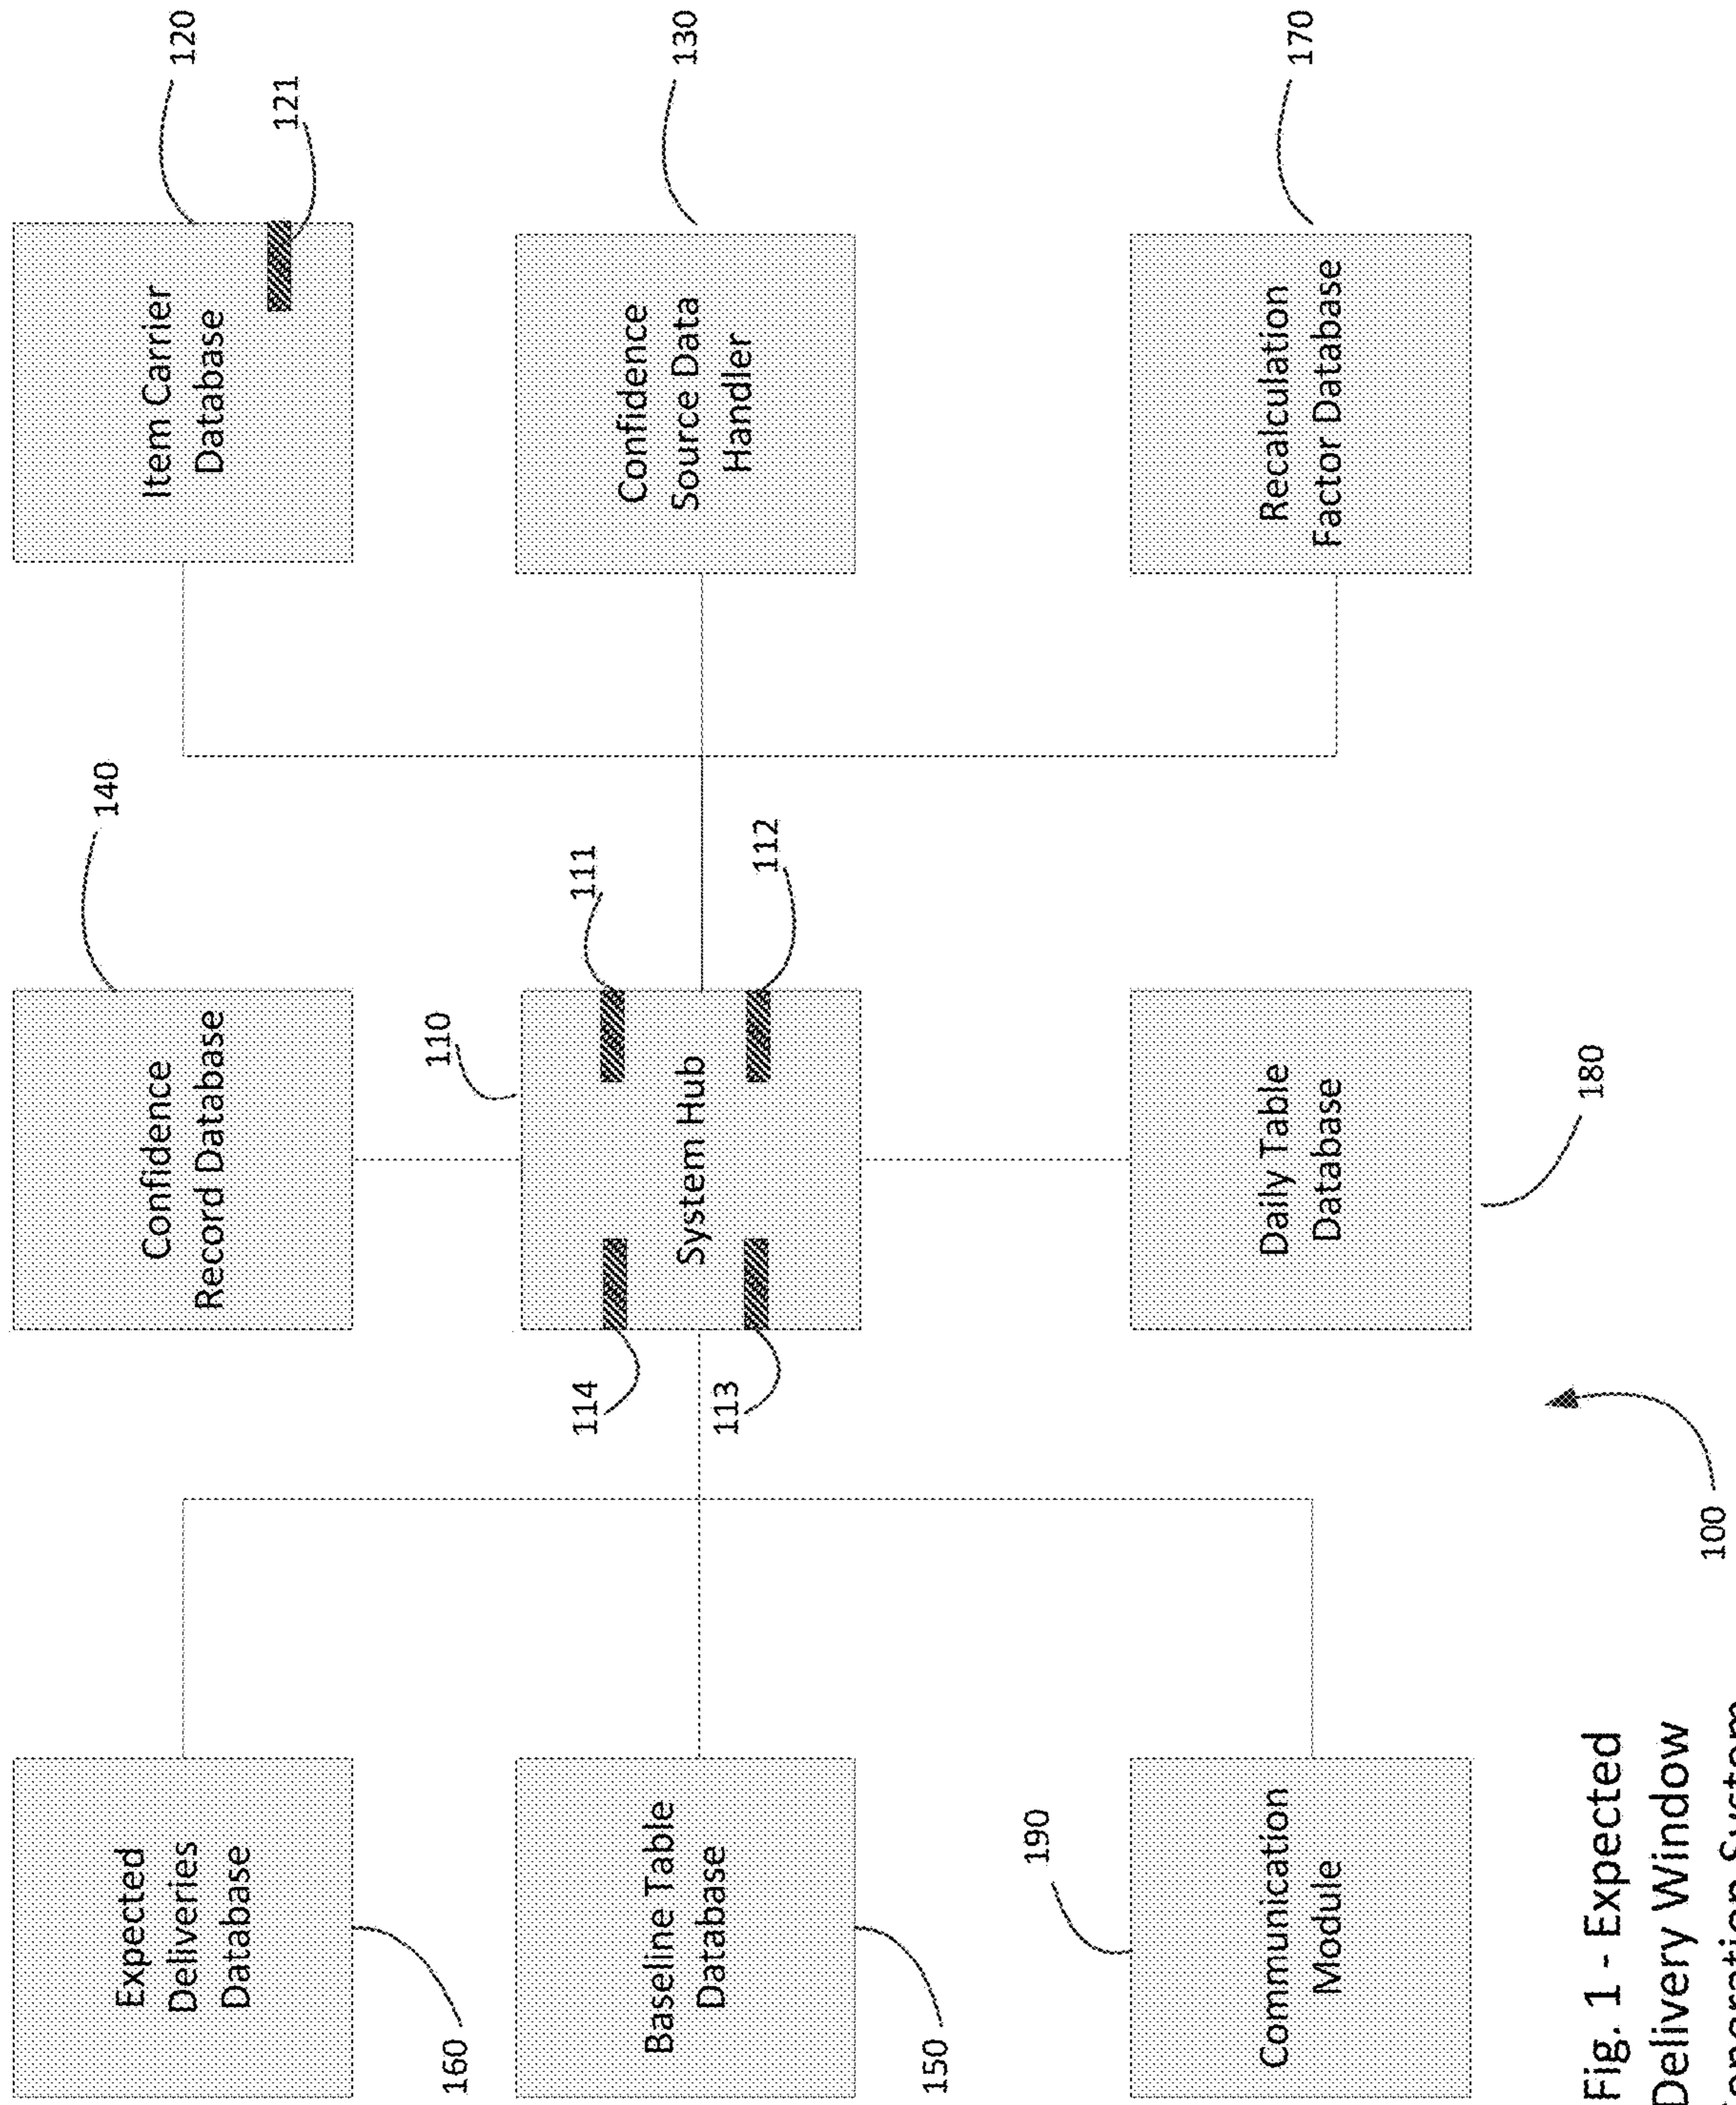 140
120
Expected
Deliveries
Database
Confidence
Record Database
Item Carrier
Database
121
160
110
111
114
Confidence
Source Data
Handler
130
Baseline Table
Database
System Hub
113
112
150
190
Communication
Module
Daily Table
Database
Recalculation
Factor Database
170
180
Fig. 1 - Expected
Delivery Window
System
100